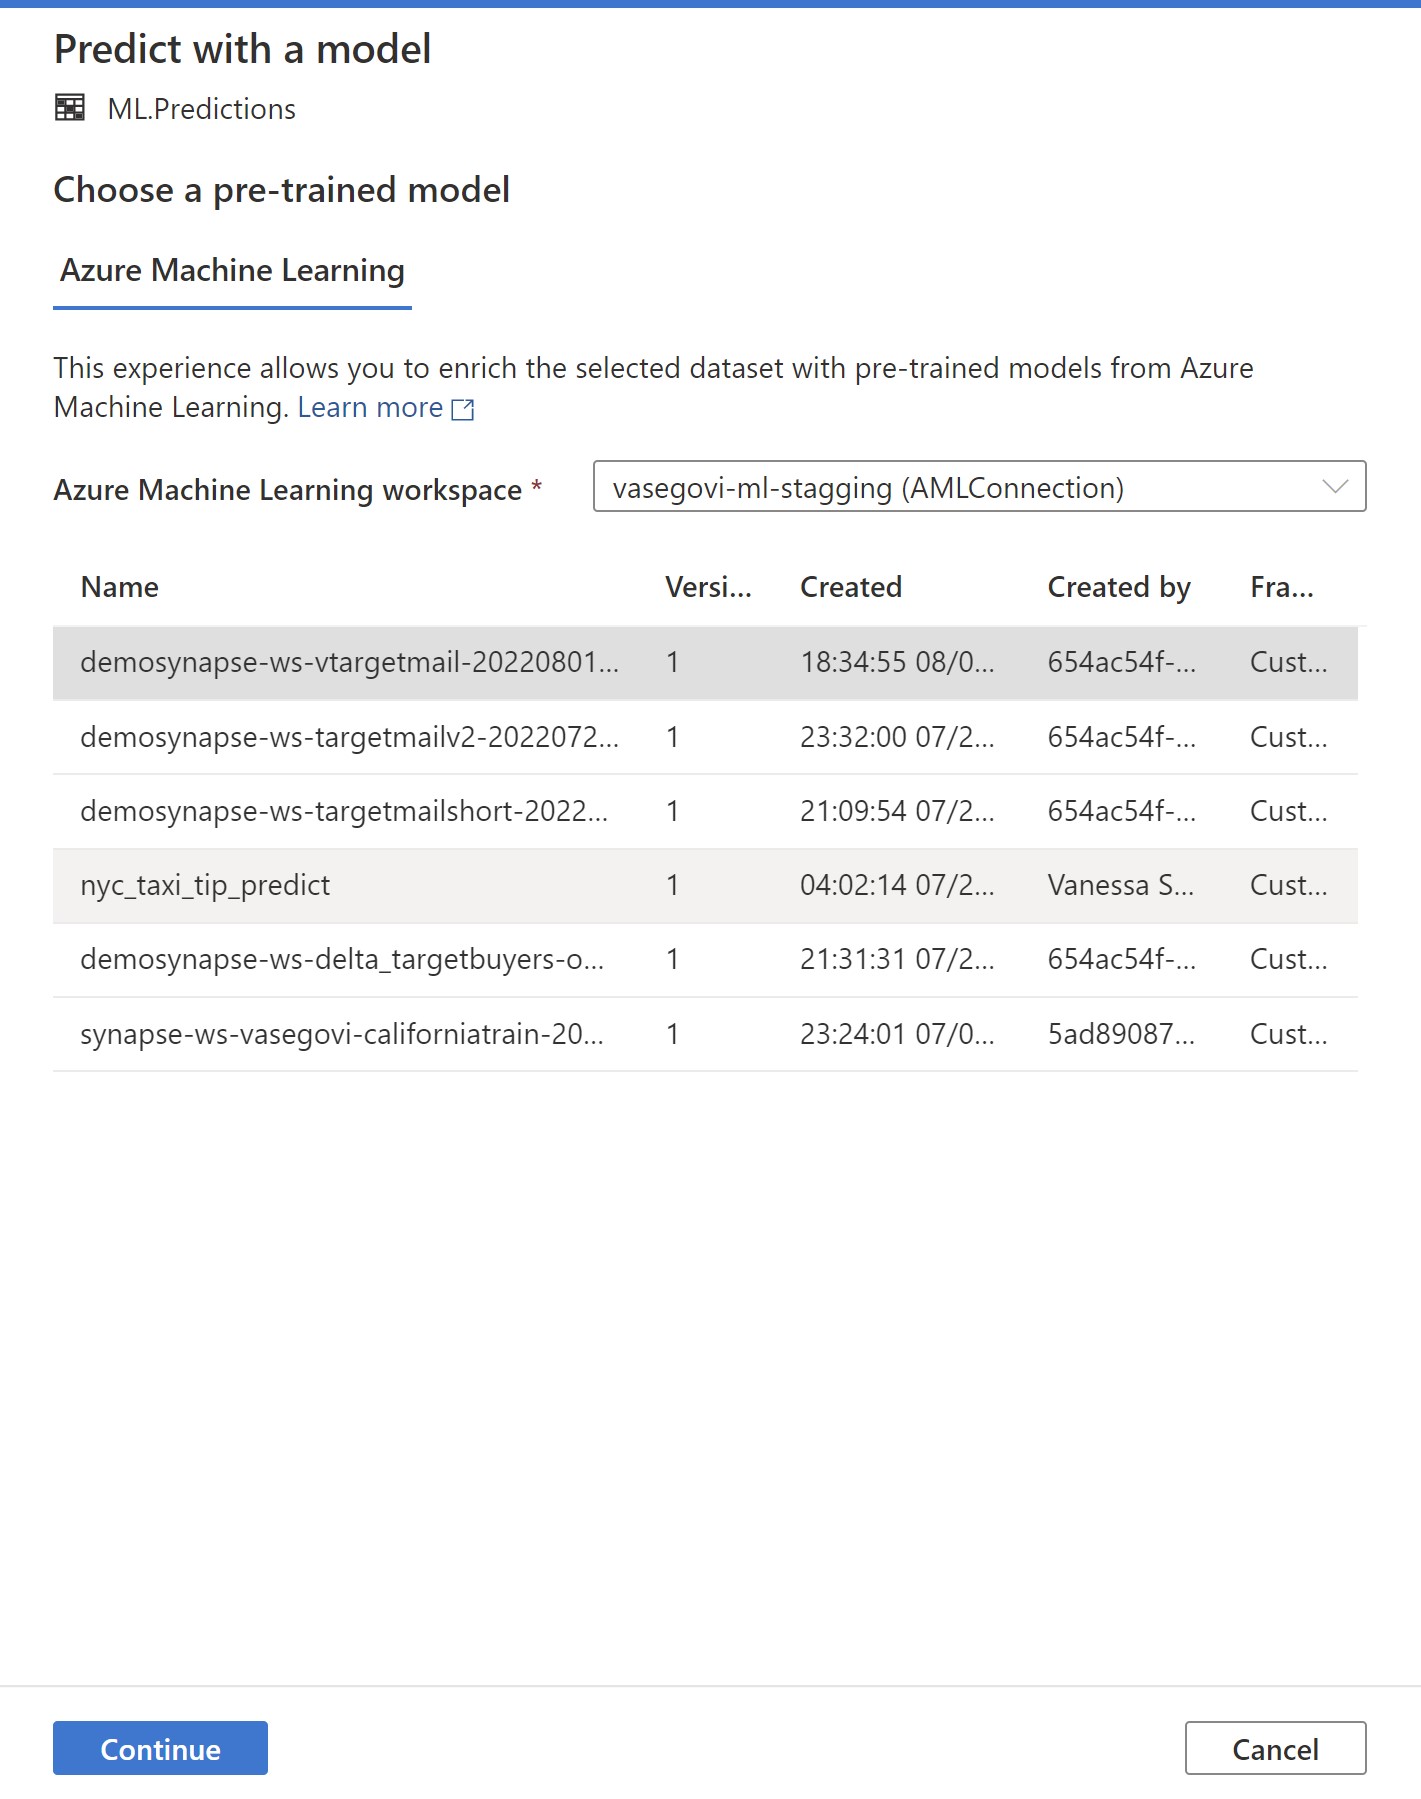 Predict with a model
ML.Predictions
Choose a pre-trained model
Azure Machine Learning
This experience allows you to enrich the selected dataset with pre-trained models from Azure
Machine Learning. Learn more
Azure Machine Learning workspace * vasegovi-ml-stagging (AMLConnection)
Name Versi... Created Created by Fra...
demosynapse-ws-vtargetmail-20220801... 1 18:34:55 08/0... 654ac54f-... Cust...
demosynapse-ws-targetmailv2-2022072... 1 23:32:00 07/2... 654ac54f-... Cust...
demosynapse-ws-targetmailshort-2022... 1 21:09:54 07/2... 654ac54f-... Cust...
nyc_taxi_tip_predict 1 04:02:14 07/2... Vanessa S... Cust...
demosynapse-ws-delta_targetbuyers-o... 1 21:31:31 07/2... 654ac54f-... Cust...
synapse-ws-vasegovi-californiatrain-20... 1 23:24:01 07/0... 5ad89087... Cust...
Continue Cancel